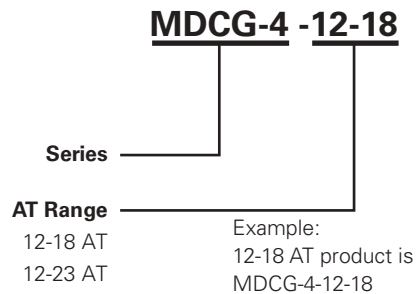 MDCG-4 -12-18
Series
AT Range
12-18 AT
12-23 AT
Example:
12-18 AT product is
MDCG-4-12-18